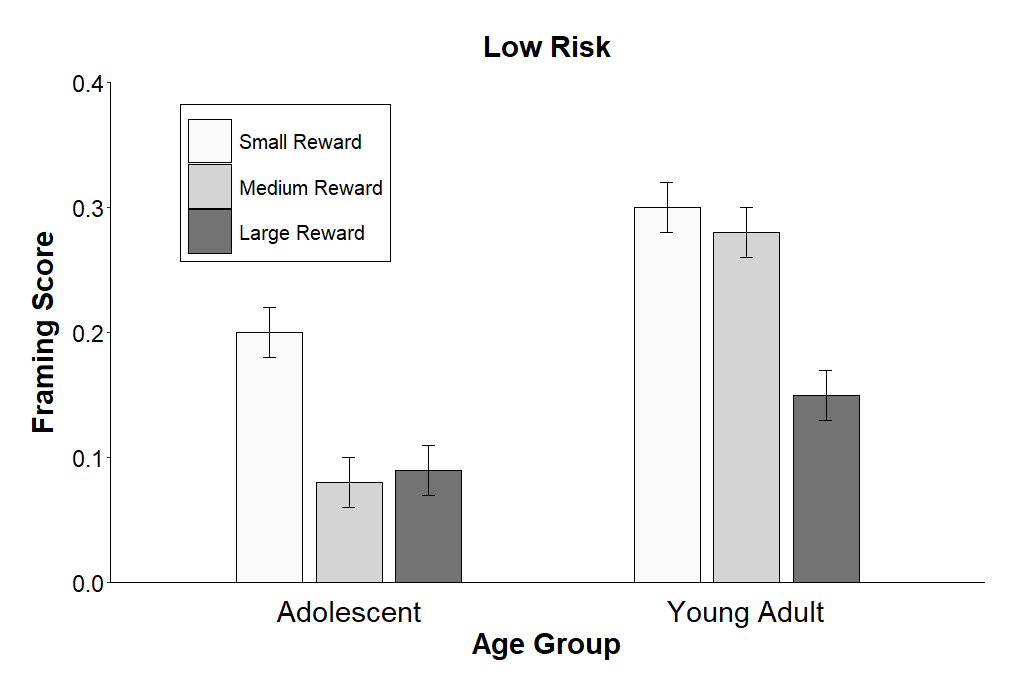 Low Risk
0.4
Small Reward
Medium Reward
0.3
Large Reward
Framing Score
0.2
0.1
0.0
Adolescent Young Adult
Age Group